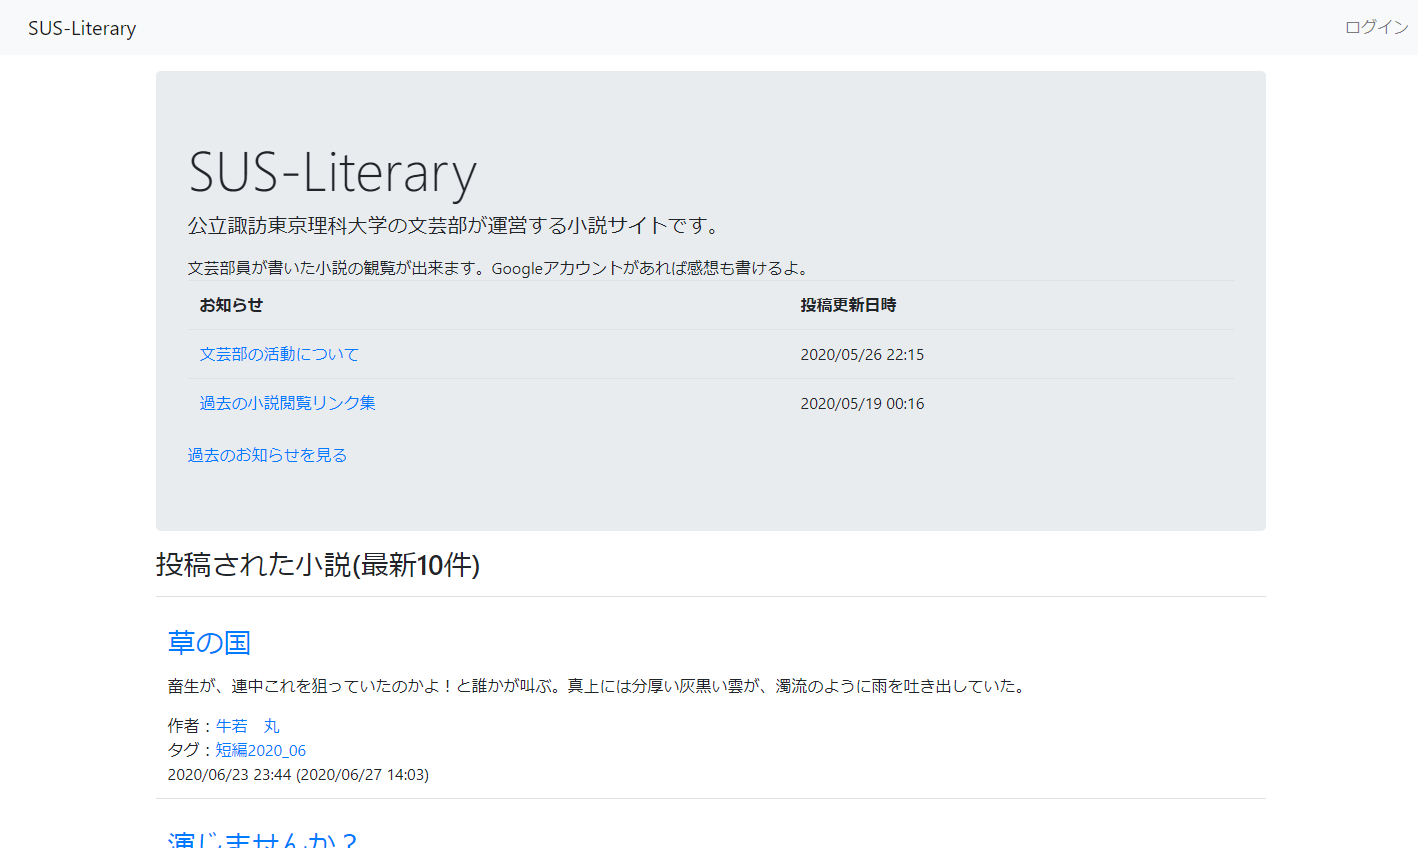 SUS-Literary
ログイン
SUS-Literary
公立諏訪東京理科大学の文芸部が運営する小説サイトです。
文芸部員が書いた小説の観覧が出来ます。Googleアカウントがあれば感想も書けるよ。
お知らせ 投稿更新日時
文芸部の活動について 2020/05/26 22:15
過去の小説閲覧リンク集 2020/05/19 00:16
過去のお知らせを見る
投稿された小説(最新10件)
草の国
畜生が、連中これを狙っていたのかよ！と誰かが叫ぶ。真上には分厚い灰黒い雲が、濁流のように雨を吐き出していた。
作者：牛若　丸
タグ：短編2020_06
2020/06/23 23:44 (2020/06/27 14:03)
演じませんか？